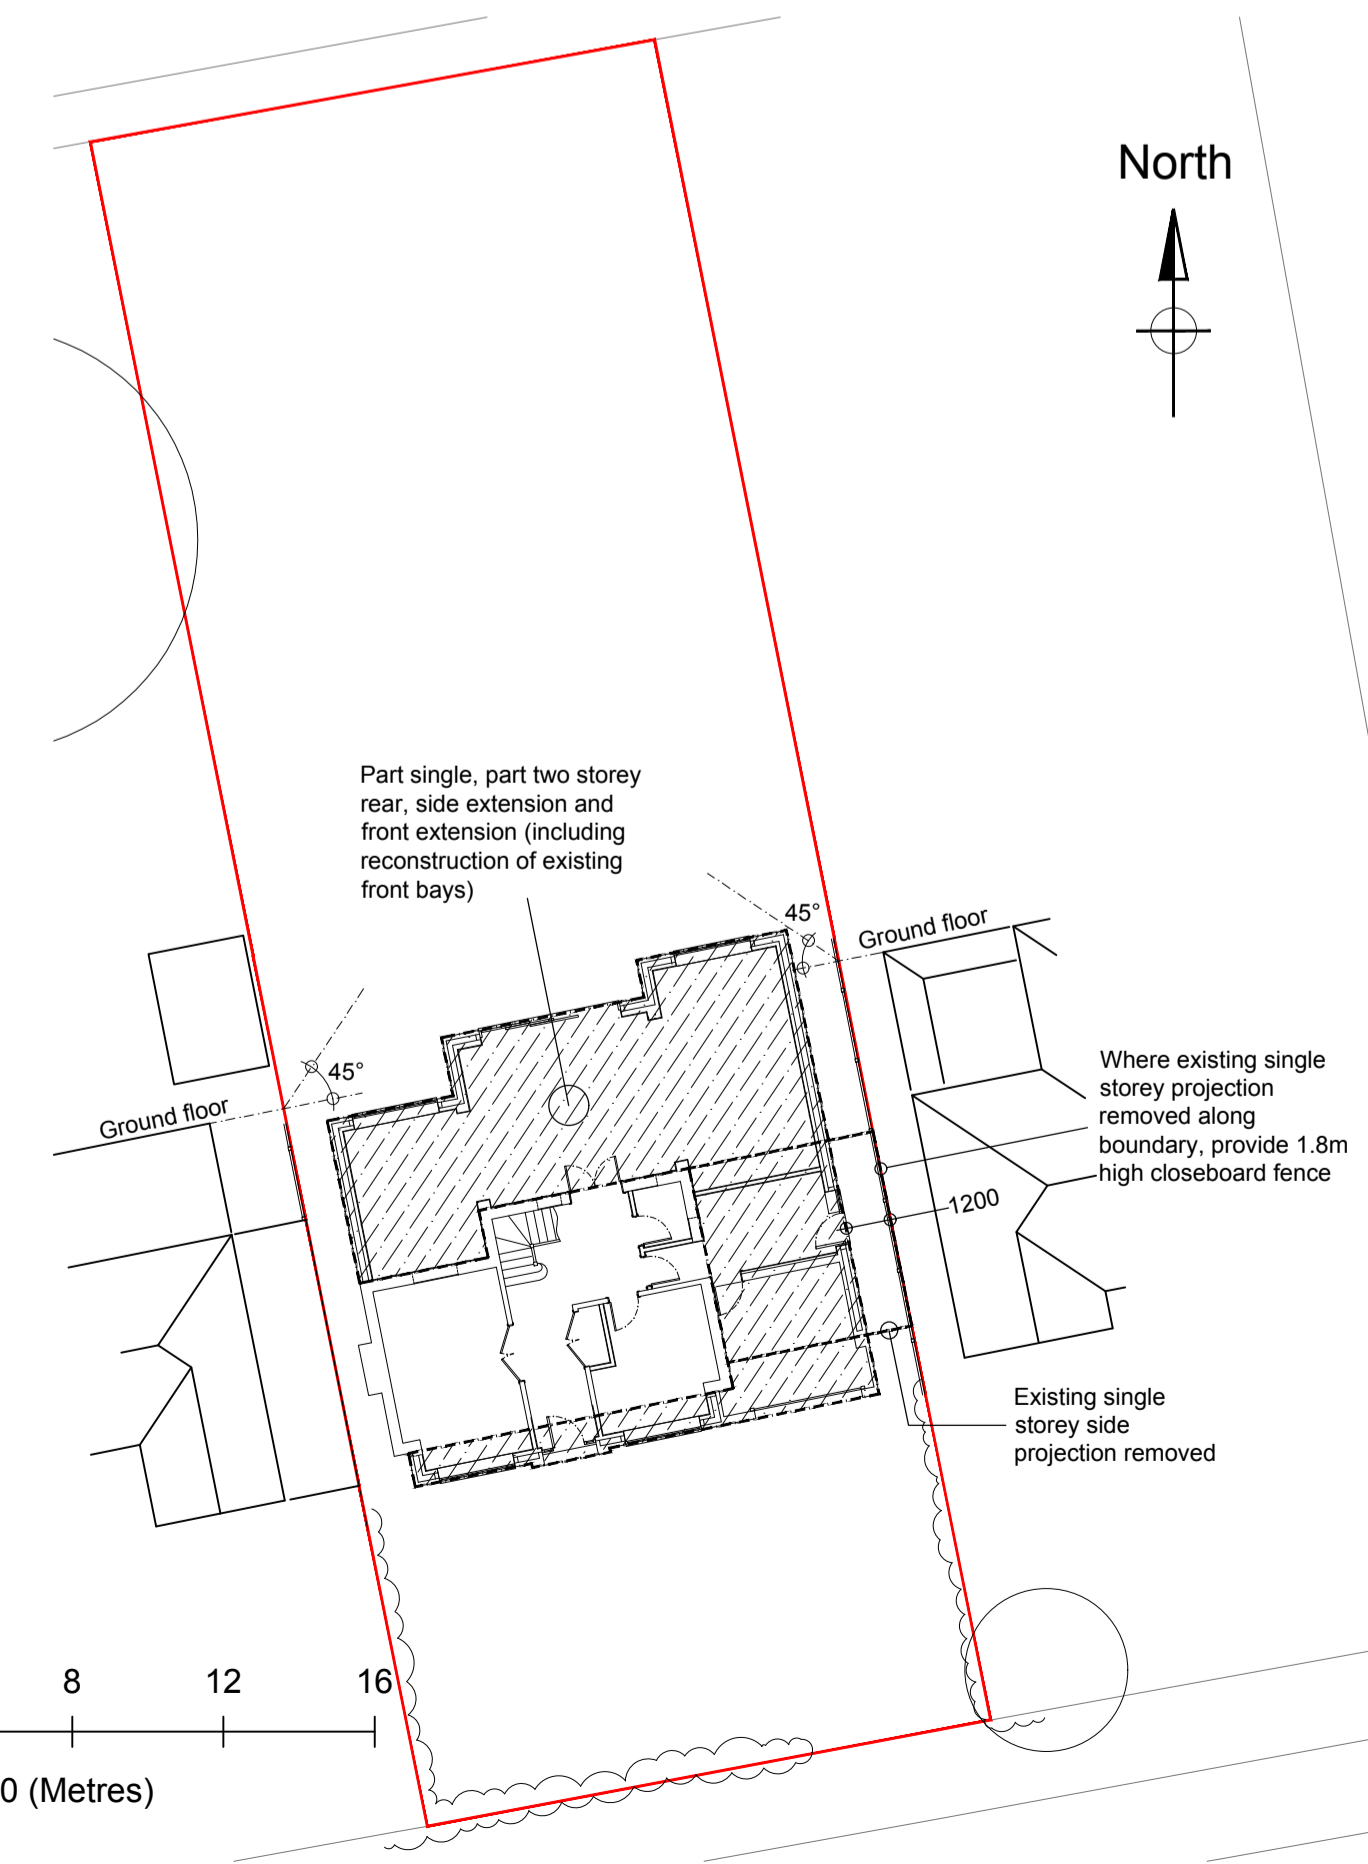 North
Part single, part two storey
rear, side extension and
front extension (including
reconstruction of existing
front bays)
45°
Ground floor
45°
Ground floor
Where existing single
storey projection
removed along
boundary, provide 1.8m
high closeboard fence
1200
Existing single
storey side
projection removed
8 12 16
0 (Metres)